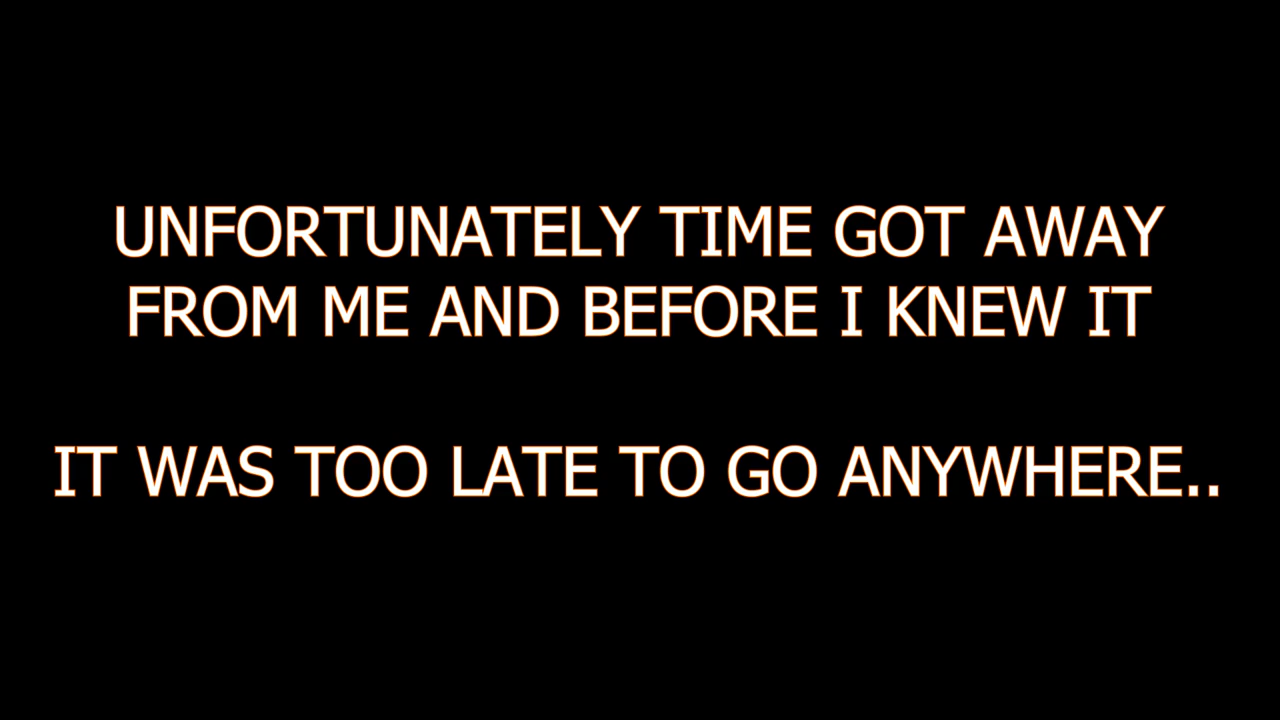 UNFORTUNATELY TIME GOT AWAY
FROM ME AND BEFORE I KNEW IT
IT WAS TOO LATE TO GO ANYWHERE..